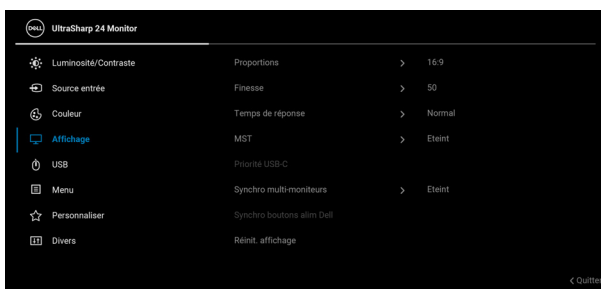 DELL UltraSharp 24 Monitor
Luminosité/Contraste Proportions > 16:9
Source entrée Finesse > 50
Couleur Temps de réponse > Normal
Affichage MST > Eteint
USB Priorité USB-C
Menu Synchro multi-moniteurs > Eteint
Personnaliser Synchro boutons alim Dell
Divers Réinit. affichage
< Quitter